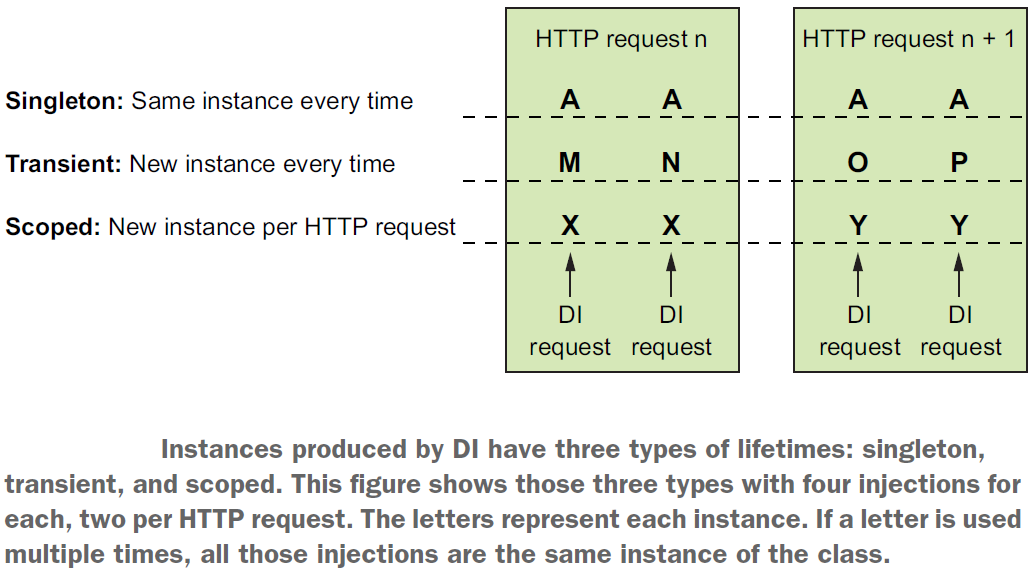 HTTP request n
HTTP request n + 1
Singleton: Same instance every time
A A A A
Transient: New instance every time
M N O P
Scoped: New instance per HTTP request
X X Y Y
DI DI DI DI
request request request request
Instances produced by DI have three types of lifetimes: singleton,
transient, and scoped. This figure shows those three types with four injections for
each, two per HTTP request. The letters represent each instance. If a letter is used
multiple times, all those injections are the same instance of the class.